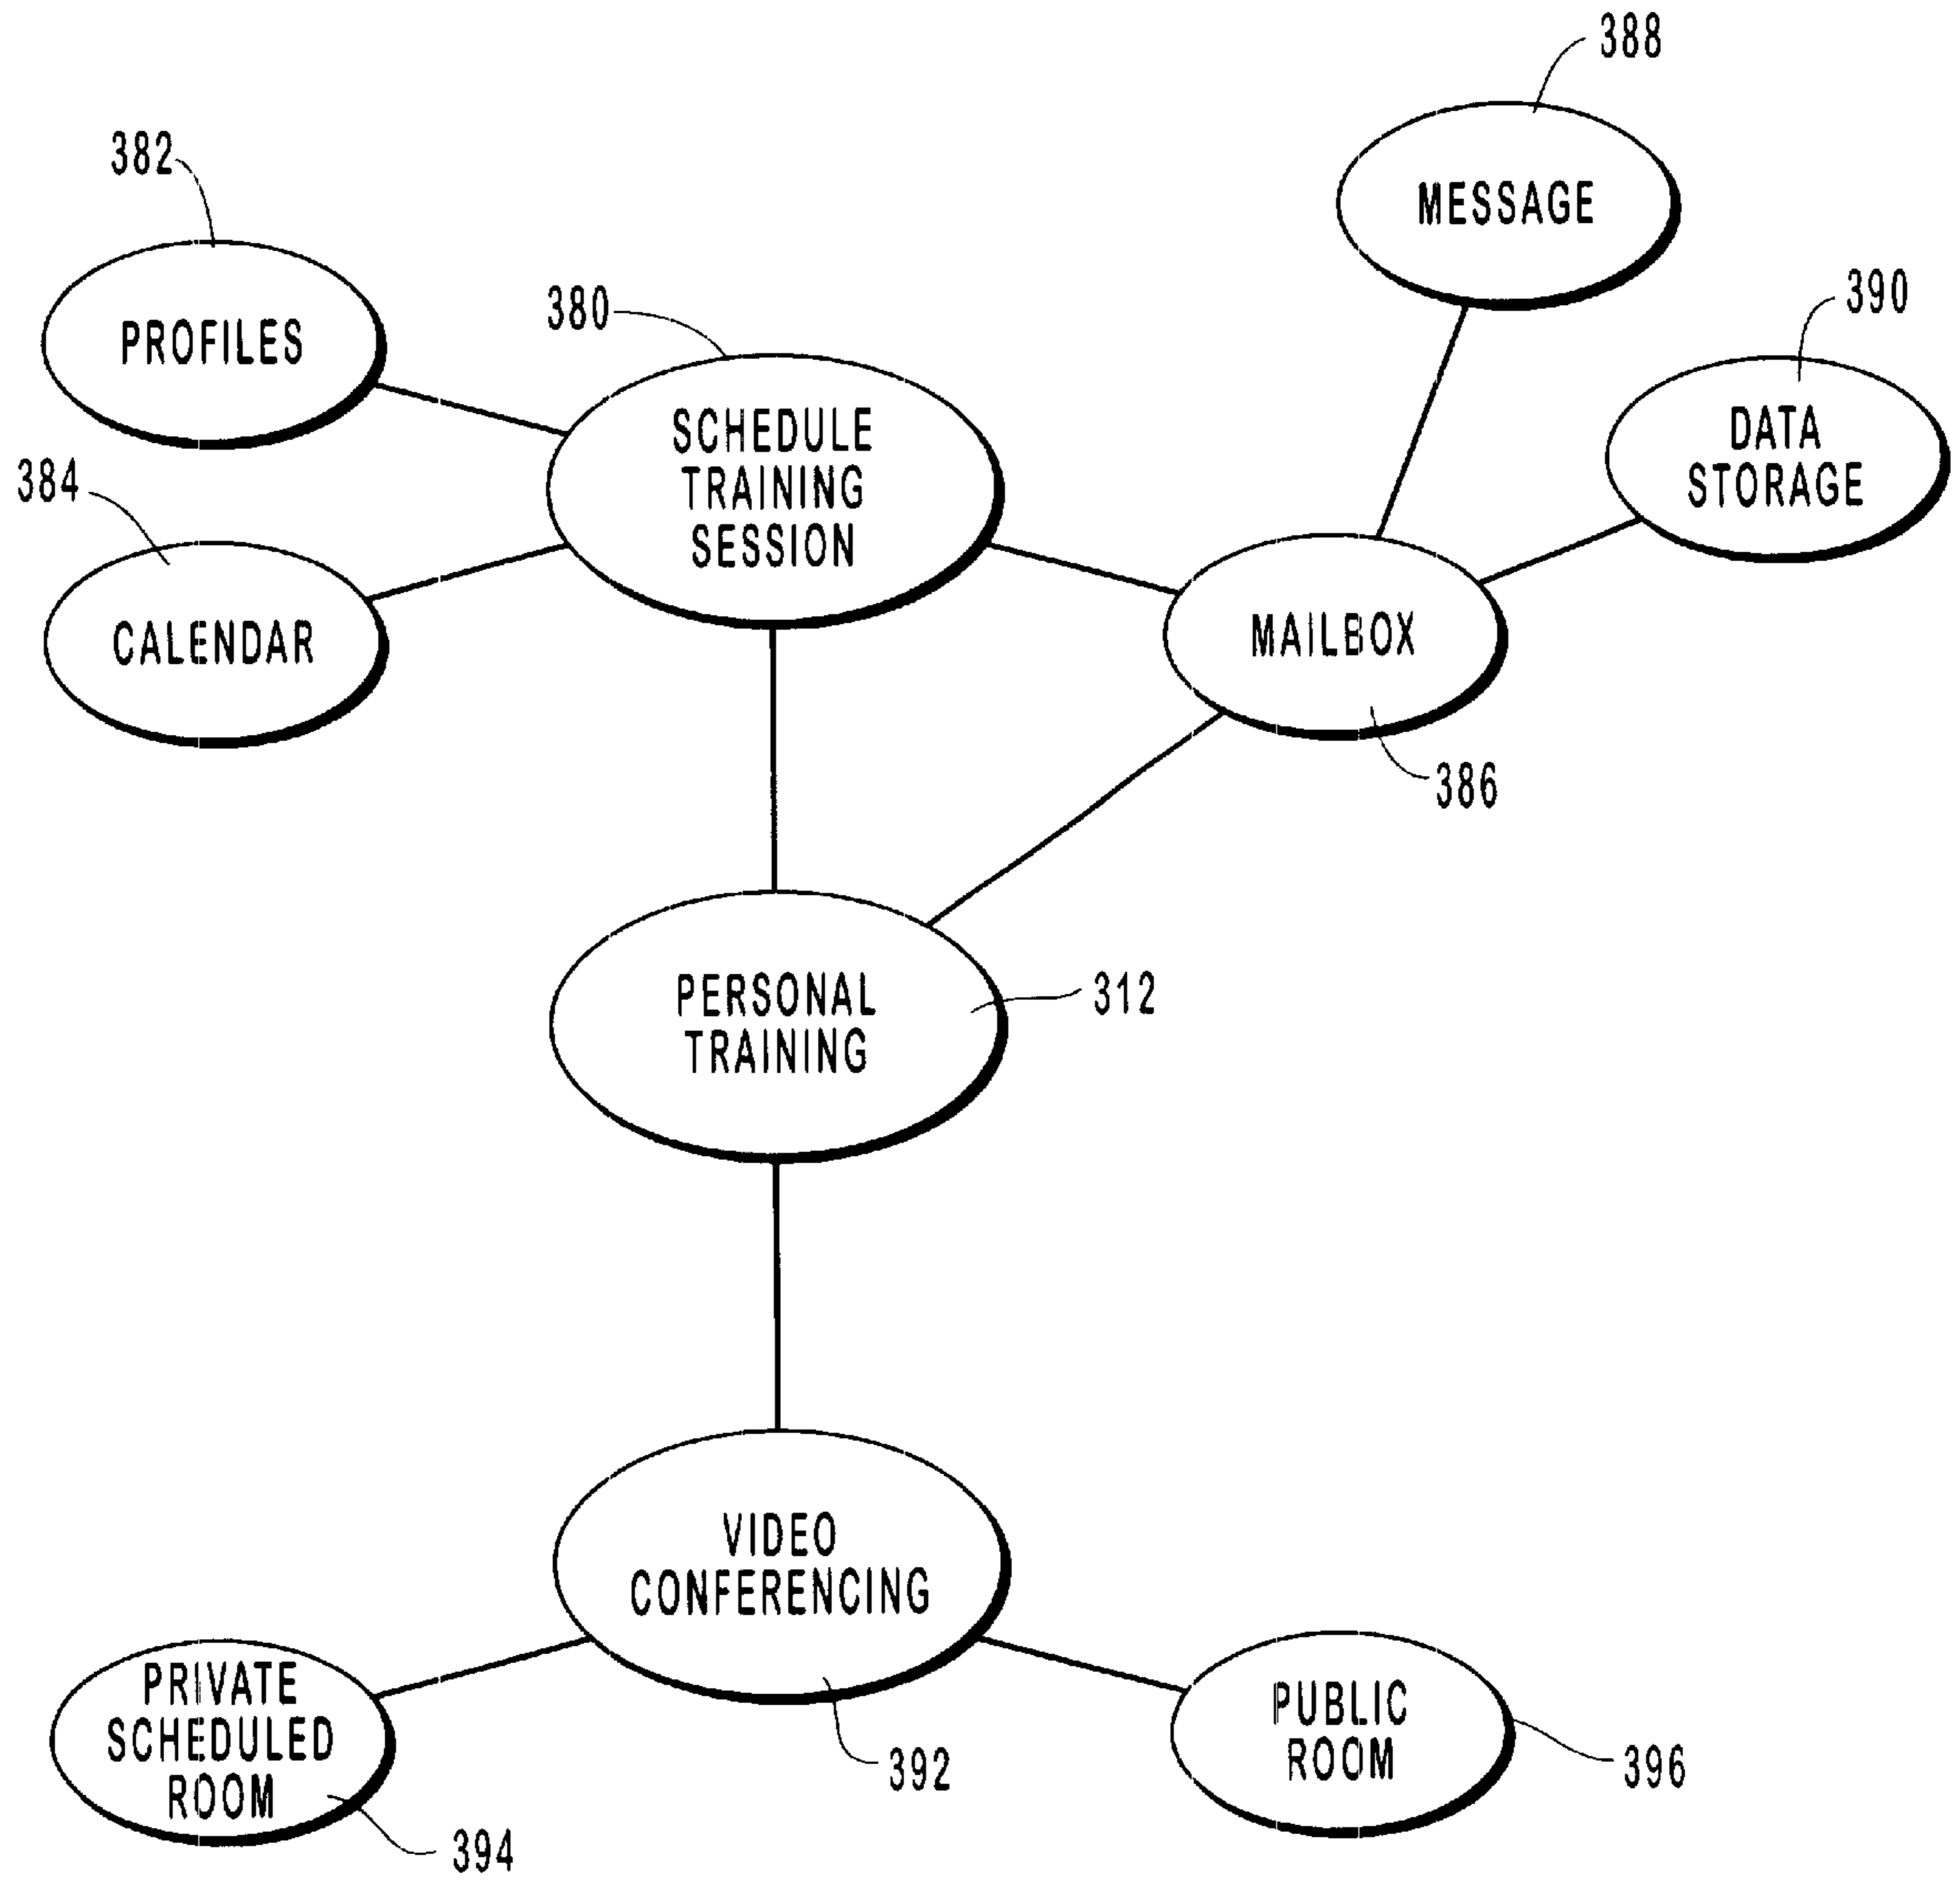 388
382
MESSAGE
390
380
PROFILES
SCHEDULE
TRAINING
SESSION
DATA
STORAGE
384
CALENDAR
MAILBOX
386
PERSONAL
TRAINING
312
VIDEO
CONFERENCING
PRIVATE
SCHEDULED
ROOM
PUBLIC
ROOM
392
396
394